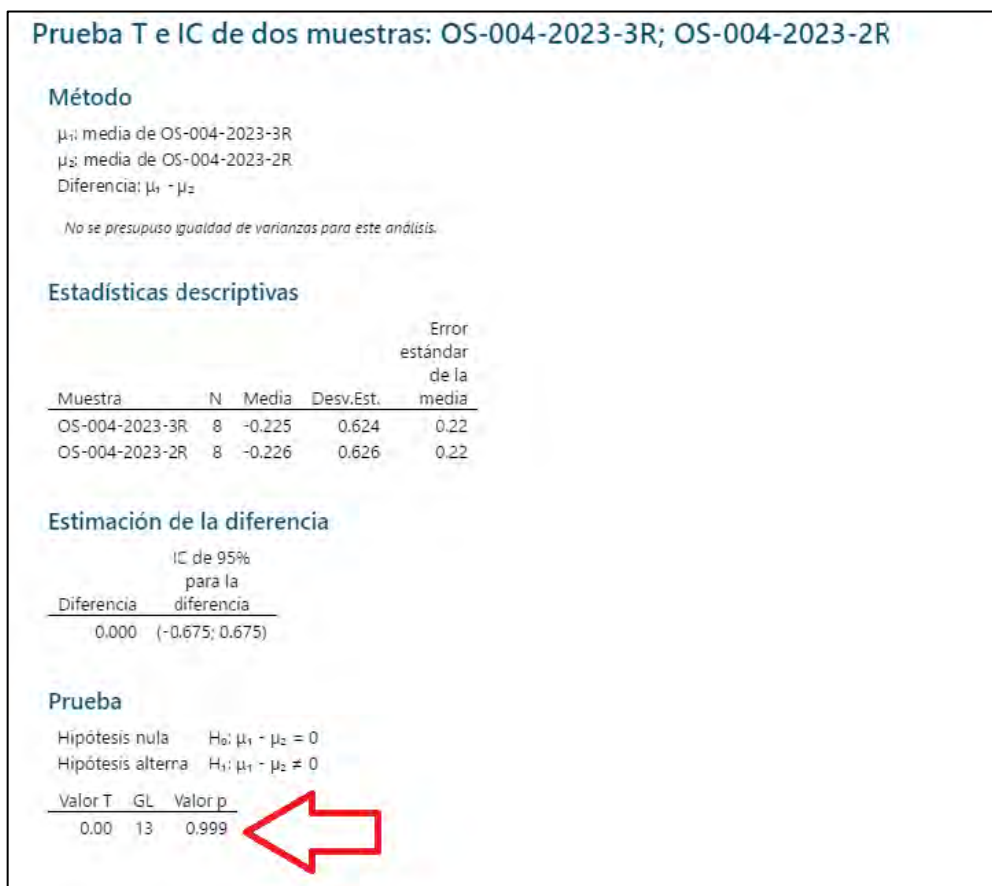 Prueba T e IC de dos muestras: OS-004-2023-3R; OS-004-2023-2R
Método
μ₁: media de OS-004-2023-3R
μ₂: media de OS-004-2023-2R
Diferencia: μ₁ - μ₂
No se presupuso igualdad de varianzas para este análisis.
Estadísticas descriptivas
Error
estándar
de la
Muestra N Media Desv.Est. media
OS-004-2023-3R 8 -0.225 0.624 0.22
OS-004-2023-2R 8 -0.226 0.626 0.22
Estimación de la diferencia
IC de 95%
para la
Diferencia diferencia
0.000 (-0.675; 0.675)
Prueba
Hipótesis nula H₀: μ₁ - μ₂ = 0
Hipótesis alterna H₁: μ₁ - μ₂ ≠ 0
Valor T GL Valor p
0.00 13 0.999